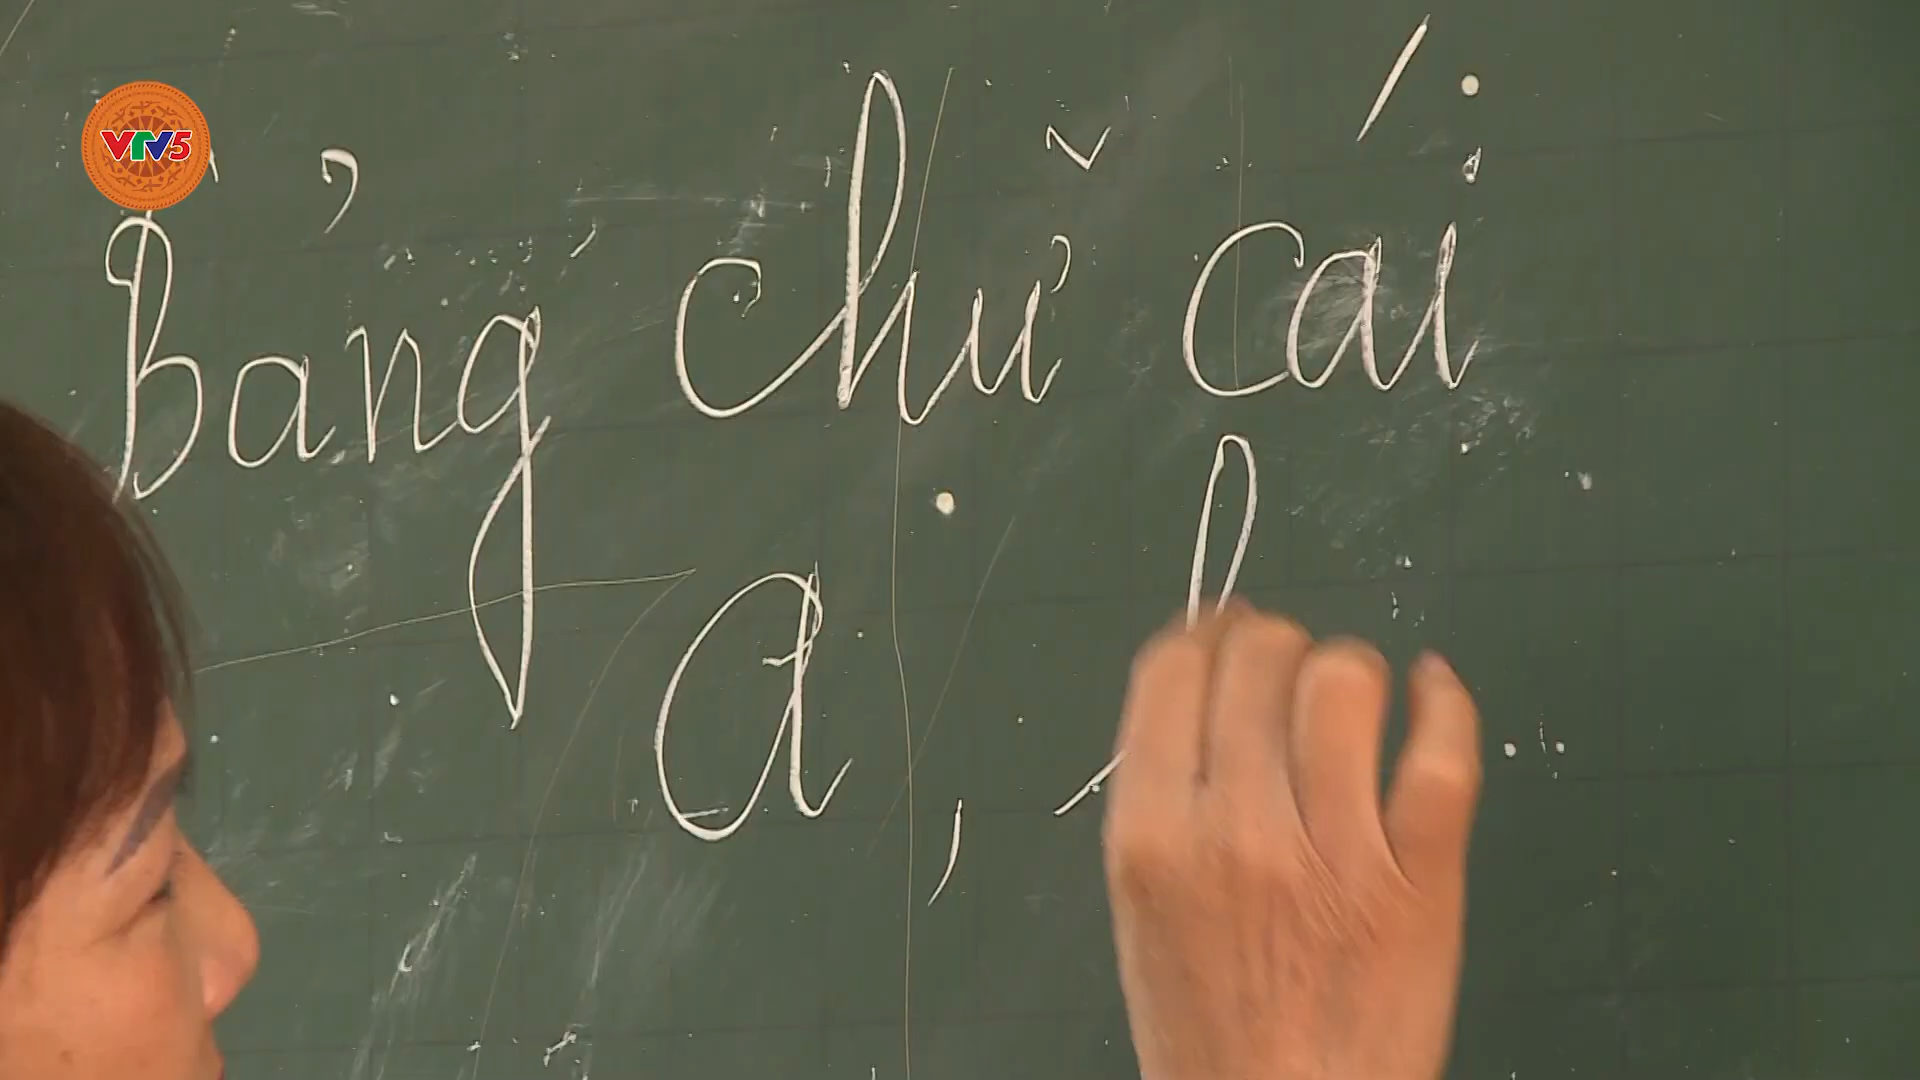 VTV5
Bảng chữ cái
a,